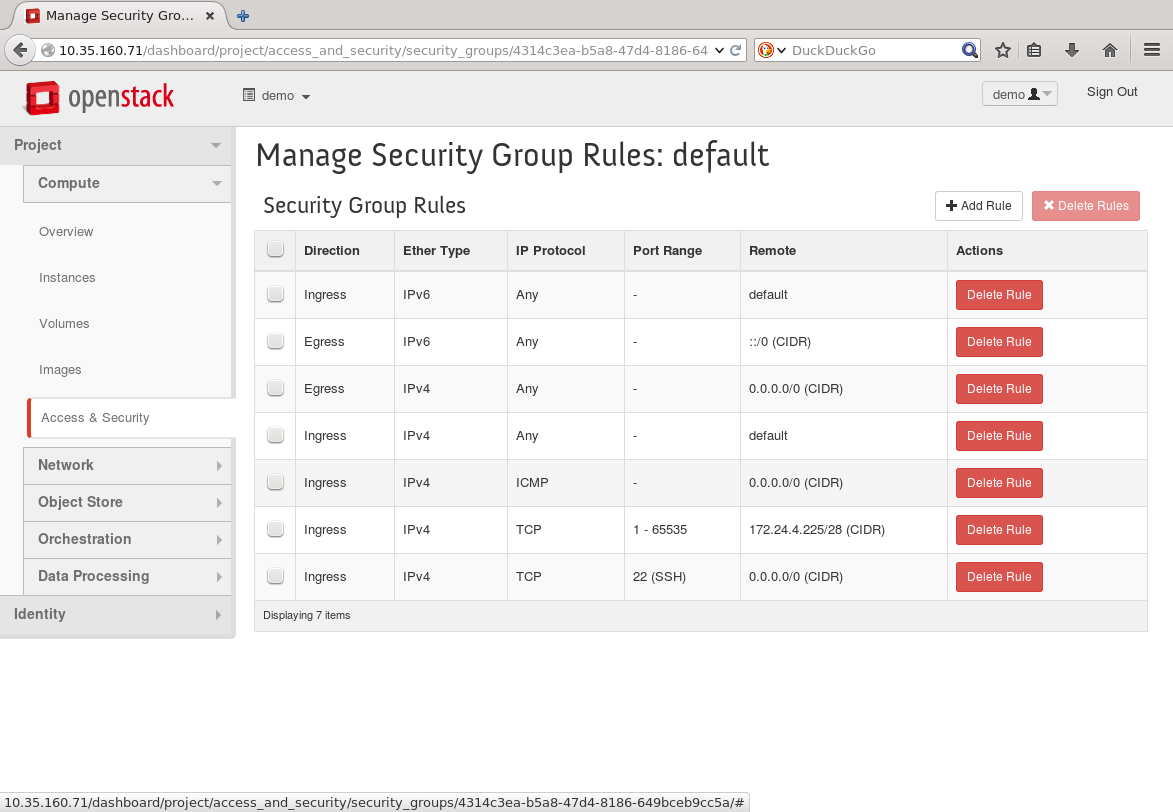 Manage Security Gro...
10.35.160.71/dashboard/project/access_and_security/security_groups/4314c3ea-b5a8-47d4-8186-64
DuckDuckGo
openstack
demo
demo
Sign Out
Project
Compute
Overview
Instances
Volumes
Images
Access & Security
Network
Object Store
Orchestration
Data Processing
Identity
Manage Security Group Rules: default
Security Group Rules
Add Rule
Delete Rules
Direction Ether Type IP Protocol Port Range Remote Actions
Ingress IPv6 Any - default Delete Rule
Egress IPv6 Any - ::/0 (CIDR) Delete Rule
Egress IPv4 Any - 0.0.0.0/0 (CIDR) Delete Rule
Ingress IPv4 Any - default Delete Rule
Ingress IPv4 ICMP - 0.0.0.0/0 (CIDR) Delete Rule
Ingress IPv4 TCP 1 - 65535 172.24.4.225/28 (CIDR) Delete Rule
Ingress IPv4 TCP 22 (SSH) 0.0.0.0/0 (CIDR) Delete Rule
Displaying 7 items
10.35.160.71/dashboard/project/access_and_security/security_groups/4314c3ea-b5a8-47d4-8186-649bceb9cc5a/#